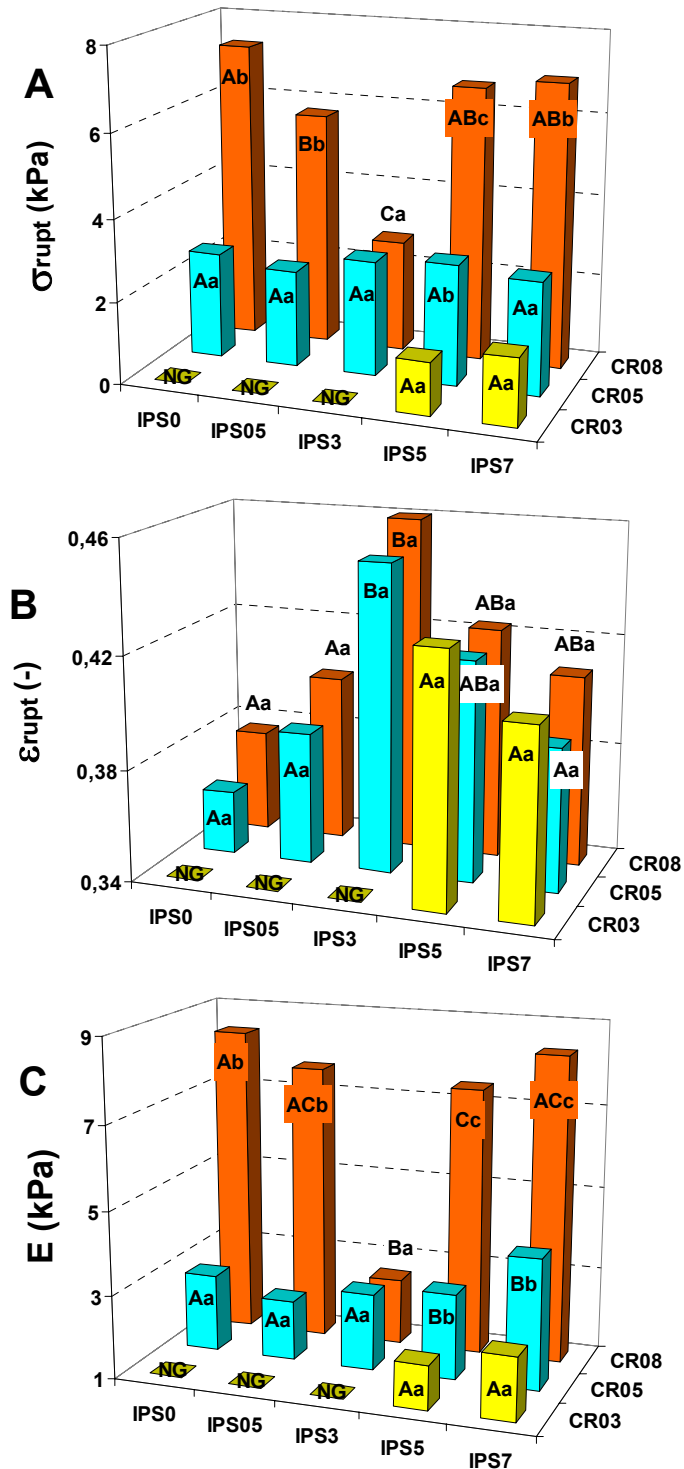 A
σrupt (kPa)
8
6
4
2
0
Ab
Bb
Ca
ABc
ABb
Aa
Aa
Aa
Ab
Aa
NG
NG
NG
Aa
Aa
IPS0
IPS05
IPS3
IPS5
IPS7
CR08
CR05
CR03
B
εrupt (-)
0,46
0,42
0,38
0,34
Aa
Aa
Ba
ABa
ABa
Aa
Aa
Ba
ABa
Aa
NG
NG
NG
Aa
Aa
IPS0
IPS05
IPS3
IPS5
IPS7
CR08
CR05
CR03
C
E (kPa)
9
7
5
3
1
Ab
ACb
Ba
Cc
ACc
Aa
Aa
Aa
Bb
Bb
NG
NG
NG
Aa
Aa
IPS0
IPS05
IPS3
IPS5
IPS7
CR08
CR05
CR03